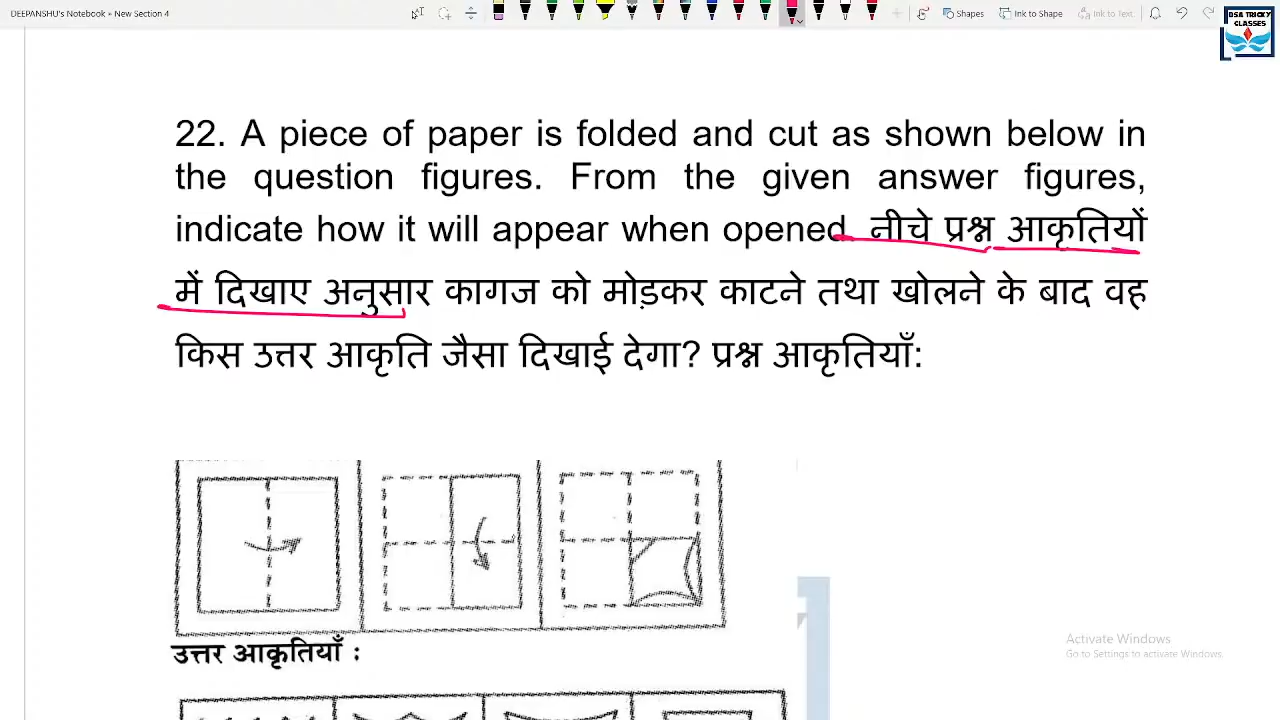 DEEPANSHU's Notebook » New Section 4
Shapes
Ink to Shape
Ink to Text
DSA TRICKY
CLASSES
22. A piece of paper is folded and cut as shown below in
the question figures. From the given answer figures,
indicate how it will appear when opened. नीचे प्रश्न आकृतियों
में दिखाए अनुसार कागज को मोड़कर काटने तथा खोलने के बाद वह
किस उत्तर आकृति जैसा दिखाई देगा? प्रश्न आकृतियाँ:
उत्तर आकृतियाँ :
Activate Windows
Go to Settings to activate Windows.